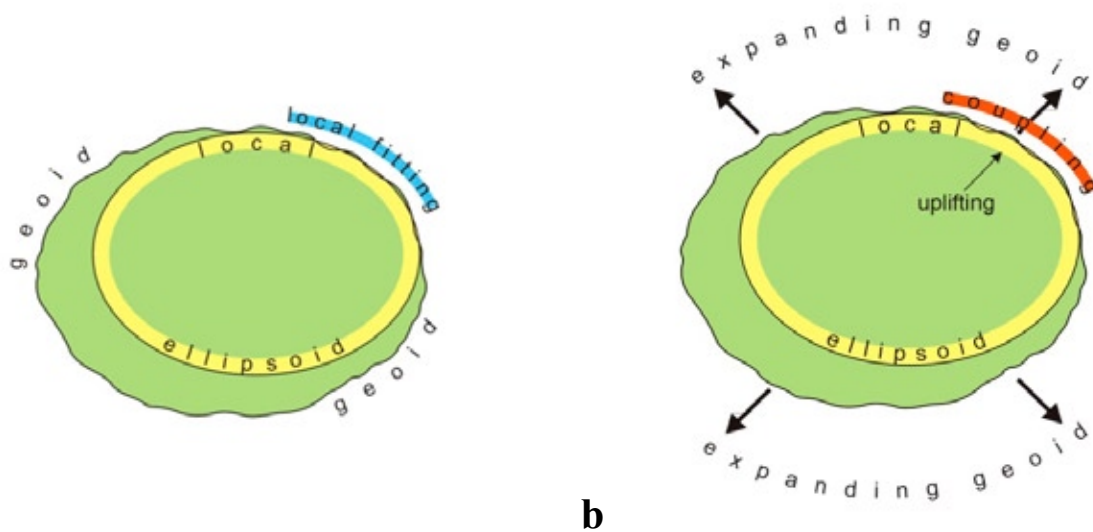 geoid
local fitting
local
ellipsoid
geoid
expanding geoid
coupling
local
uplifting
ellipsoid
expanding geoid
b